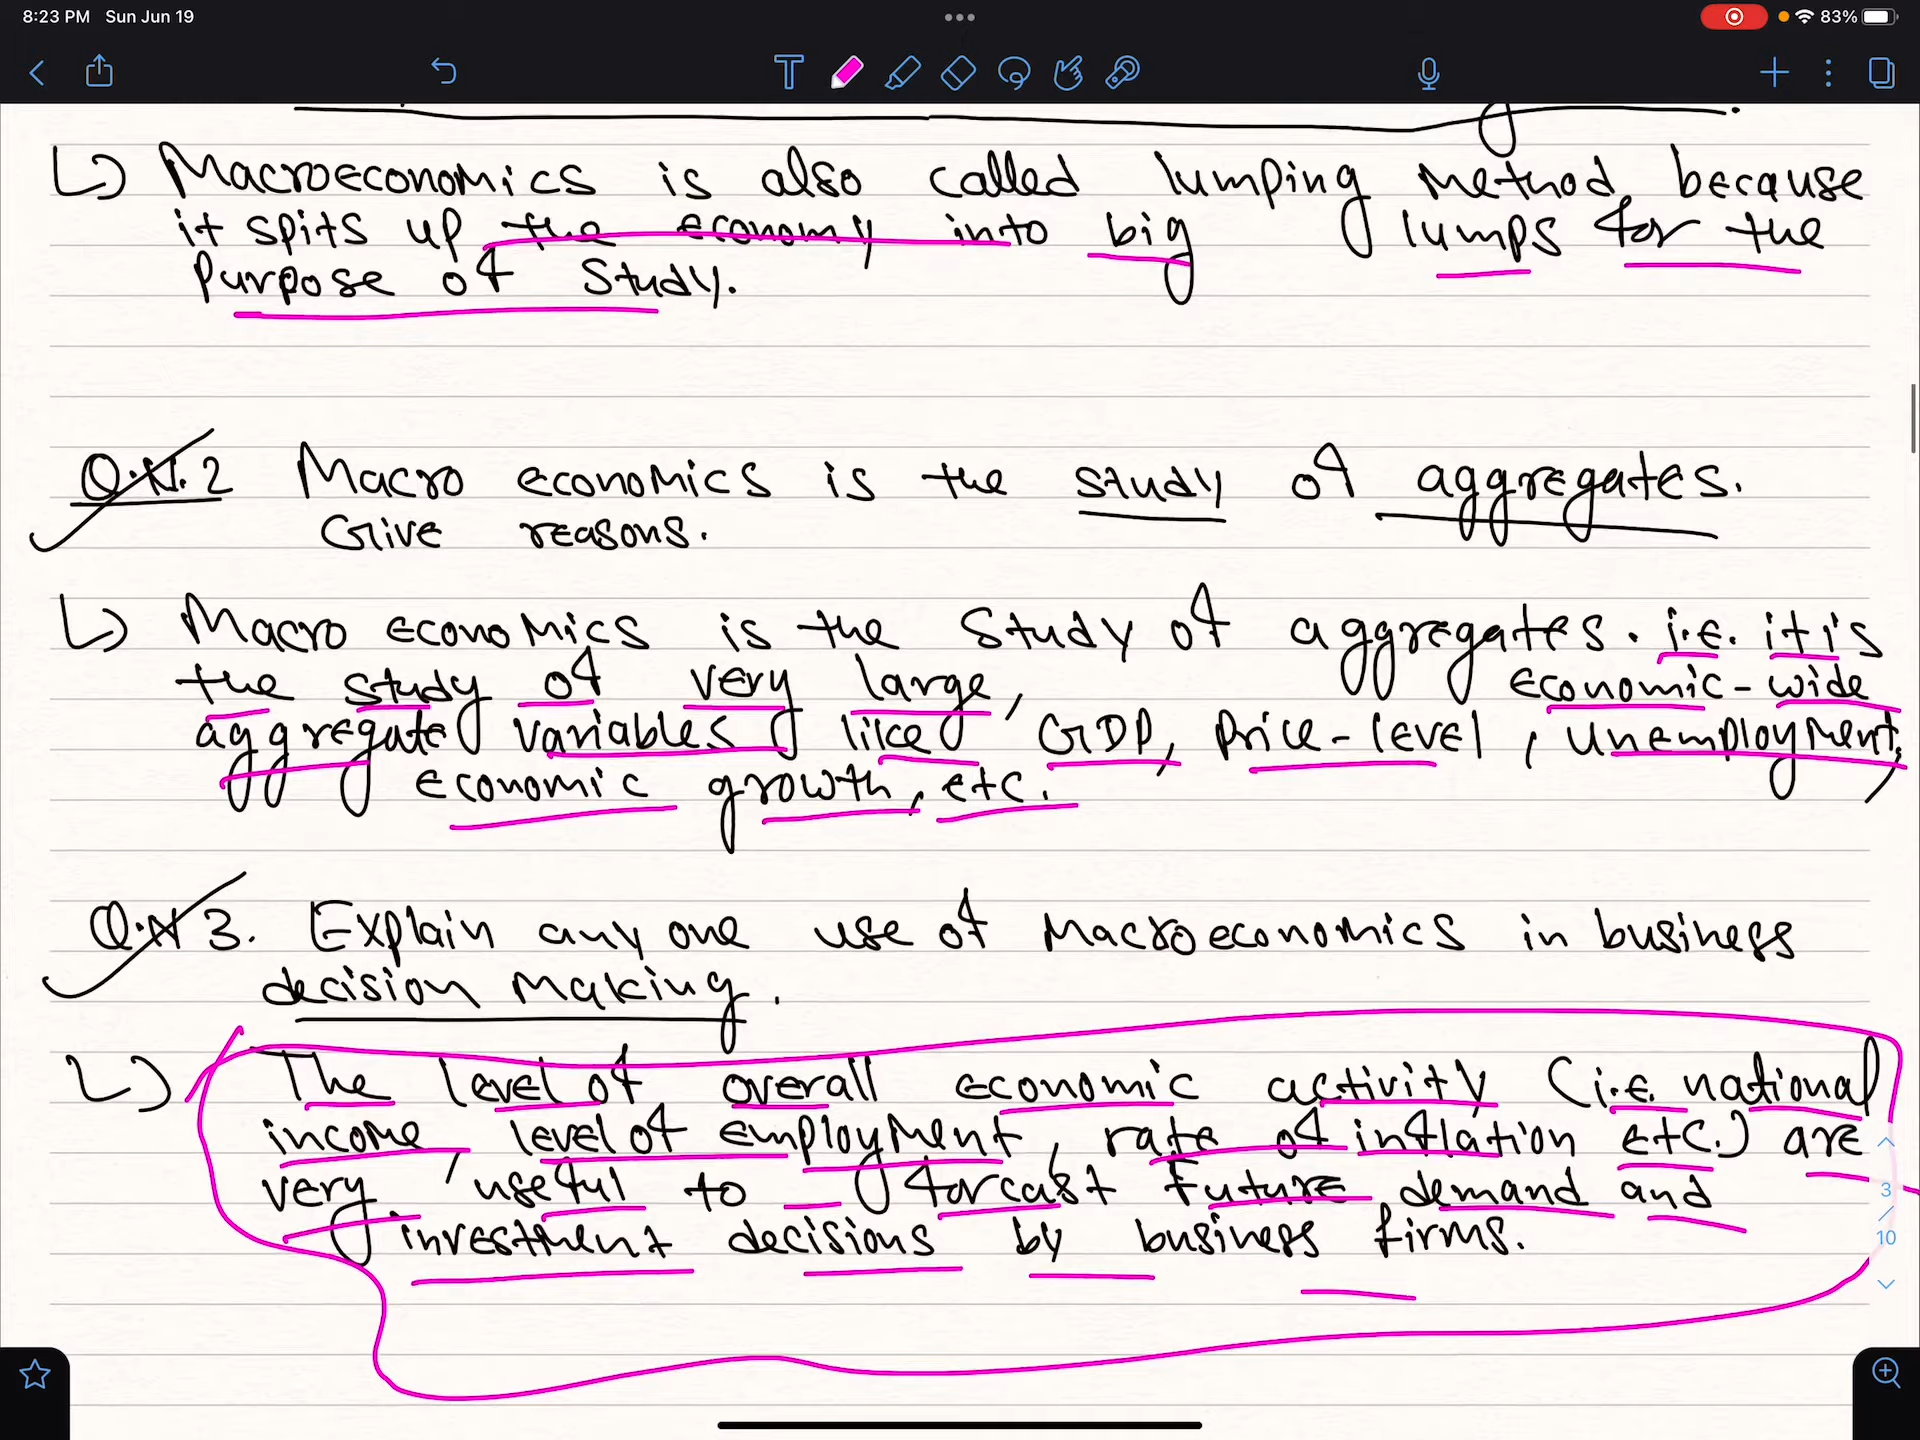 8:23 PM Sun Jun 19
83%
↳ Macroeconomics is also called lumping method because
it spits up the economy into big lumps for the
Purpose of Study.
Q.N.2 Macro economics is the study of aggregates.
Give reasons.
↳ Macro economics is the study of aggregates. i.e. it is
the study of very large, economic-wide
aggregate variables like GDP, Price-level, unemployment,
economic growth, etc.
Q.N 3. Explain any one use of Macroeconomics in business
decision making.
↳ The level of overall economic activity (i.e. national
income, level of employment, rate of inflation etc.) are
very useful to forcast future demand and
investment decisions by business firms.
3
/
10